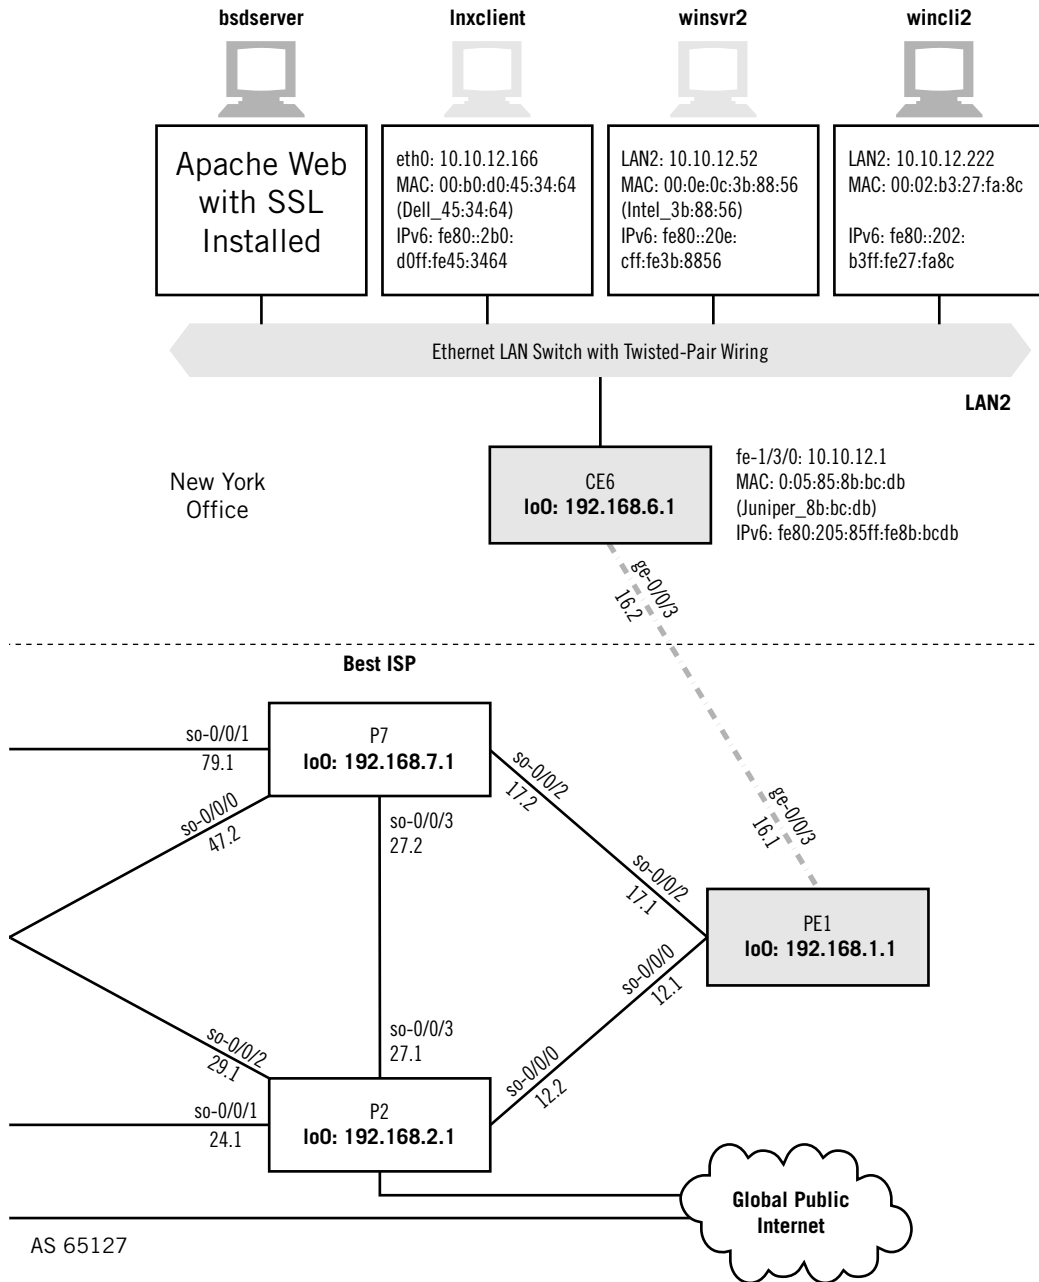 bsdserver
lnxclient
winsvr2
wincli2
Apache Web
with SSL
Installed
eth0: 10.10.12.166
MAC: 00:b0:d0:45:34:64
(Dell_45:34:64)
IPv6: fe80::2b0:
d0ff:fe45:3464
LAN2: 10.10.12.52
MAC: 00:0e:0c:3b:88:56
(Intel_3b:88:56)
IPv6: fe80::20e:
cff:fe3b:8856
LAN2: 10.10.12.222
MAC: 00:02:b3:27:fa:8c
IPv6: fe80::202:
b3ff:fe27:fa8c
Ethernet LAN Switch with Twisted-Pair Wiring
LAN2
New York
Office
CE6
lo0: 192.168.6.1
fe-1/3/0: 10.10.12.1
MAC: 0:05:85:8b:bc:db
(Juniper_8b:bc:db)
IPv6: fe80:205:85ff:fe8b:bcdb
ge-0/0/3
16.2
Best ISP
so-0/0/1
79.1
P7
lo0: 192.168.7.1
so-0/0/2
17.2
ge-0/0/3
16.1
so-0/0/0
47.2
so-0/0/3
27.2
so-0/0/2
17.1
PE1
lo0: 192.168.1.1
so-0/0/0
12.1
so-0/0/2
29.1
so-0/0/3
27.1
so-0/0/0
12.2
so-0/0/1
24.1
P2
lo0: 192.168.2.1
Global Public
Internet
AS 65127